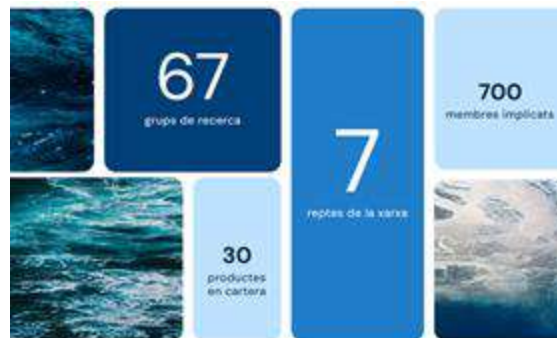 67
grups de recerca
7
reptes de la xarxa
700
membres implicats
30
productes
en cartera